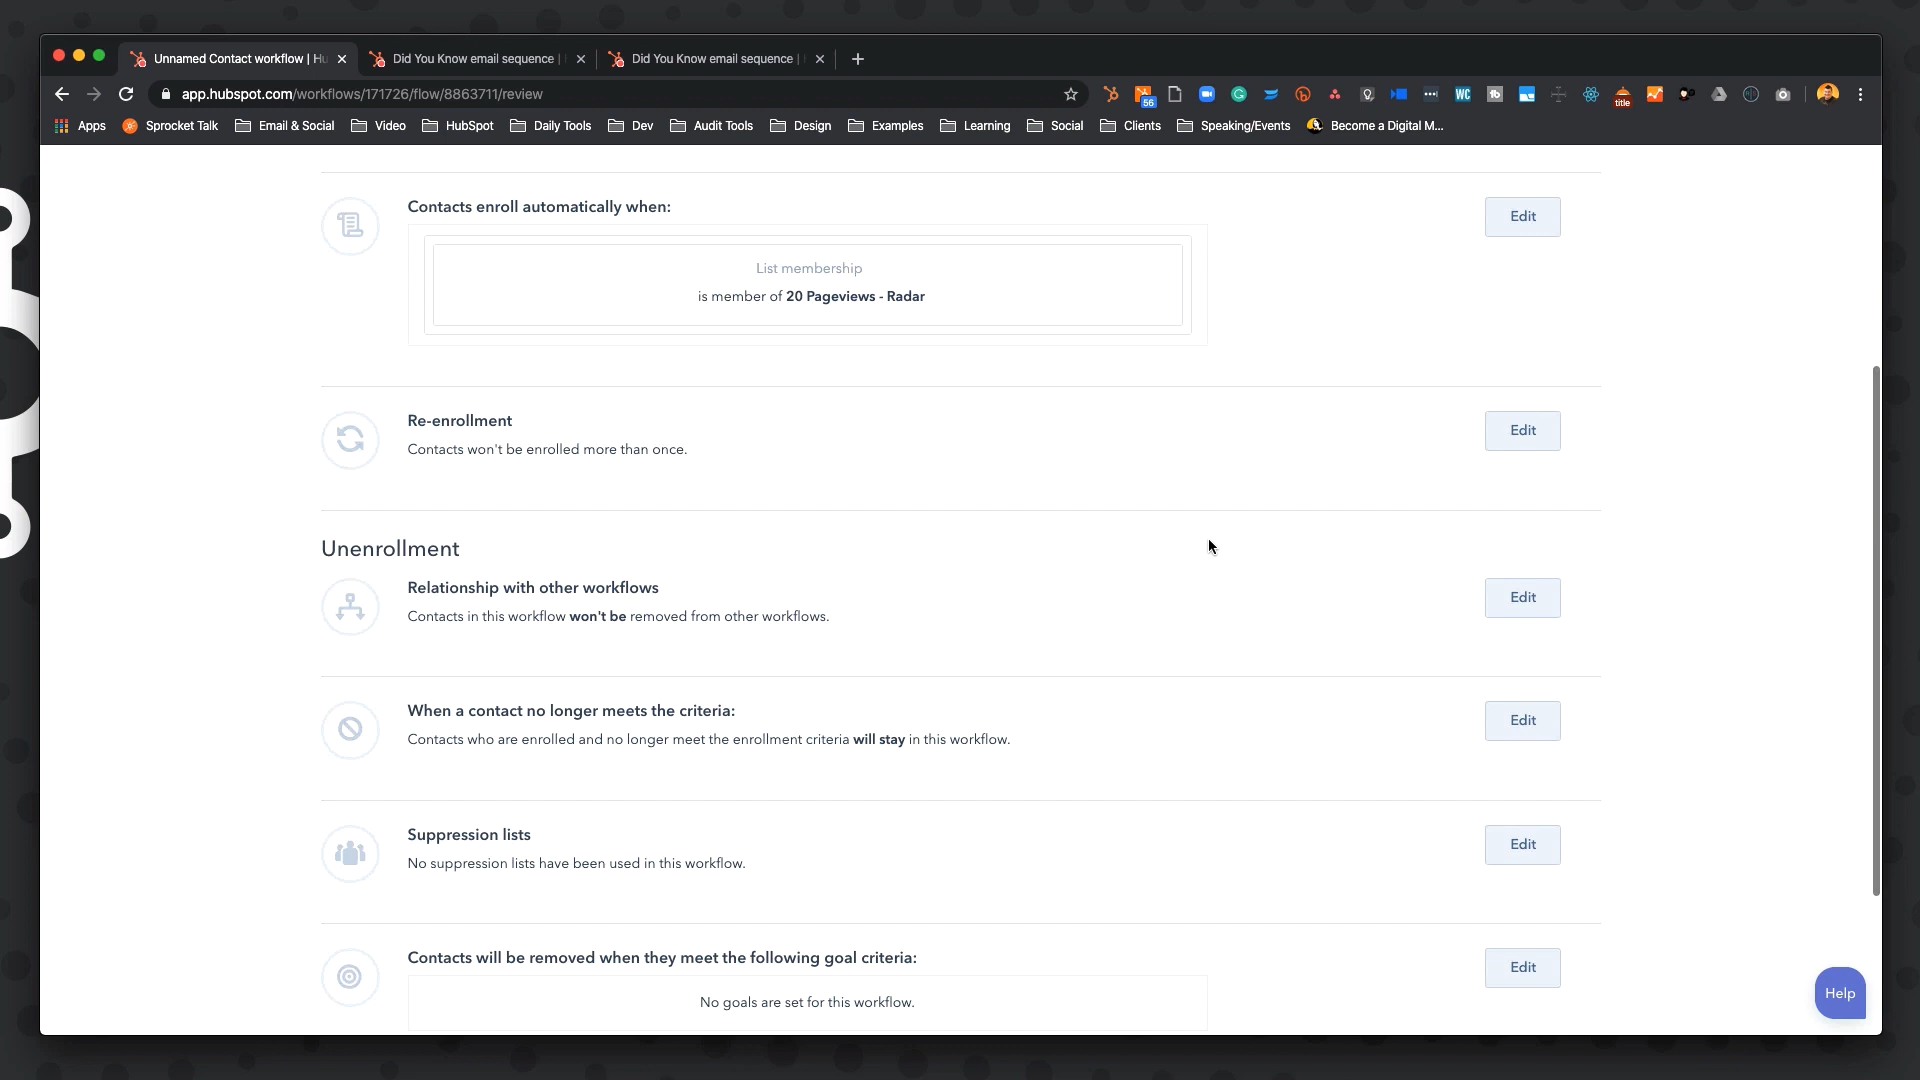 Unnamed Contact workflow | Hu
Did You Know email sequence |
Did You Know email sequence |
app.hubspot.com/workflows/171726/flow/8863711/review
56
WC
title
Apps
Sprocket Talk
Email & Social
Video
HubSpot
Daily Tools
Dev
Audit Tools
Design
Examples
Learning
Social
Clients
Speaking/Events
Become a Digital M...
Contacts enroll automatically when:
Edit
List membership
is member of 20 Pageviews - Radar
Re-enrollment
Edit
Contacts won't be enrolled more than once.
Unenrollment
Relationship with other workflows
Edit
Contacts in this workflow won't be removed from other workflows.
When a contact no longer meets the criteria:
Edit
Contacts who are enrolled and no longer meet the enrollment criteria will stay in this workflow.
Suppression lists
Edit
No suppression lists have been used in this workflow.
Contacts will be removed when they meet the following goal criteria:
Edit
No goals are set for this workflow.
Help